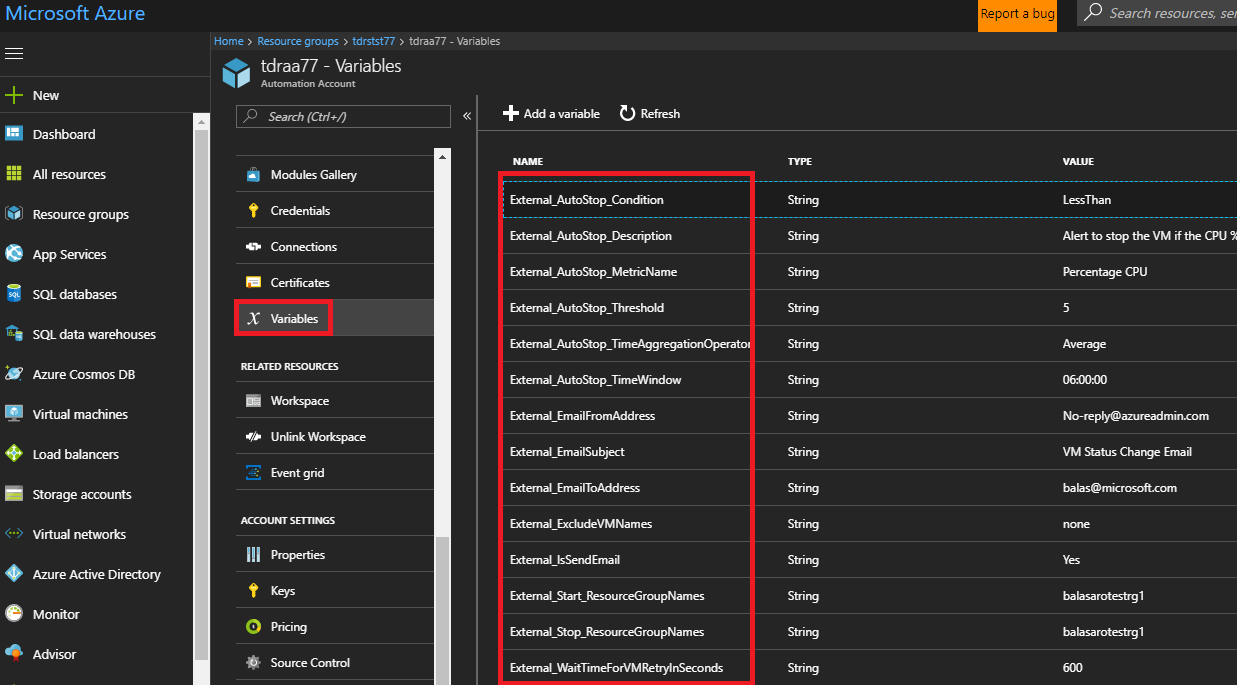 Microsoft Azure
Report a bug
Search resources, ser
Home > Resource groups > tdrstst77 > tdraa77 - Variables
tdraa77 - Variables
Automation Account
New
Dashboard
All resources
Resource groups
App Services
SQL databases
SQL data warehouses
Azure Cosmos DB
Virtual machines
Load balancers
Storage accounts
Virtual networks
Azure Active Directory
Monitor
Advisor
Search (Ctrl+/)
«
Modules Gallery
Credentials
Connections
Certificates
Variables
RELATED RESOURCES
Workspace
Unlink Workspace
Event grid
ACCOUNT SETTINGS
Properties
Keys
Pricing
Source Control
Add a variable Refresh
NAME TYPE VALUE
External_AutoStop_Condition String LessThan
External_AutoStop_Description String Alert to stop the VM if the CPU %
External_AutoStop_MetricName String Percentage CPU
External_AutoStop_Threshold String 5
External_AutoStop_TimeAggregationOperator String Average
External_AutoStop_TimeWindow String 06:00:00
External_EmailFromAddress String No-reply@azureadmin.com
External_EmailSubject String VM Status Change Email
External_EmailToAddress String balas@microsoft.com
External_ExcludeVMNames String none
External_IsSendEmail String Yes
External_Start_ResourceGroupNames String balasarotestrg1
External_Stop_ResourceGroupNames String balasarotestrg1
External_WaitTimeForVMRetryInSeconds String 600